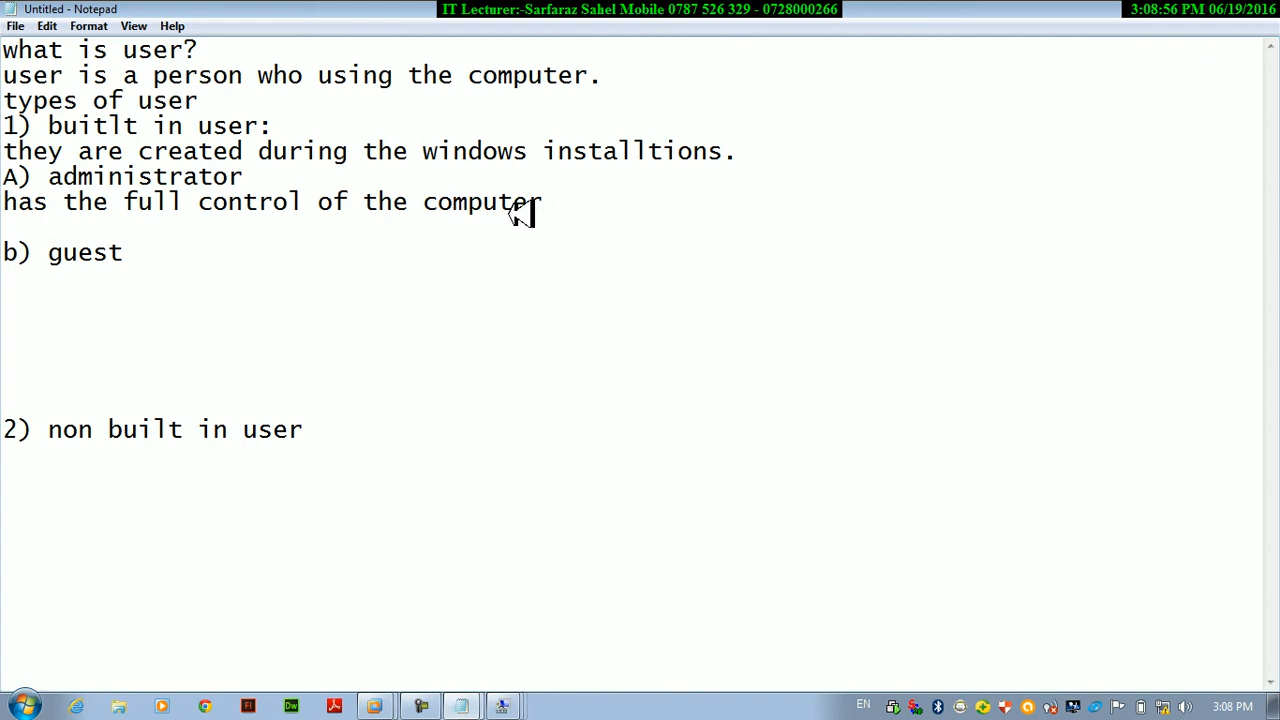 Untitled - Notepad
IT Lecturer:-Sarfaraz Sahel Mobile 0787 526 329 - 0728000266
3:08:56 PM 06/19/2016
File Edit Format View Help
what is user?
user is a person who using the computer.
types of user
1) buitlt in user:
they are created during the windows installtions.
A) administrator
has the full control of the computer
b) guest
2) non built in user
Fl
Dw
EN
3:08 PM